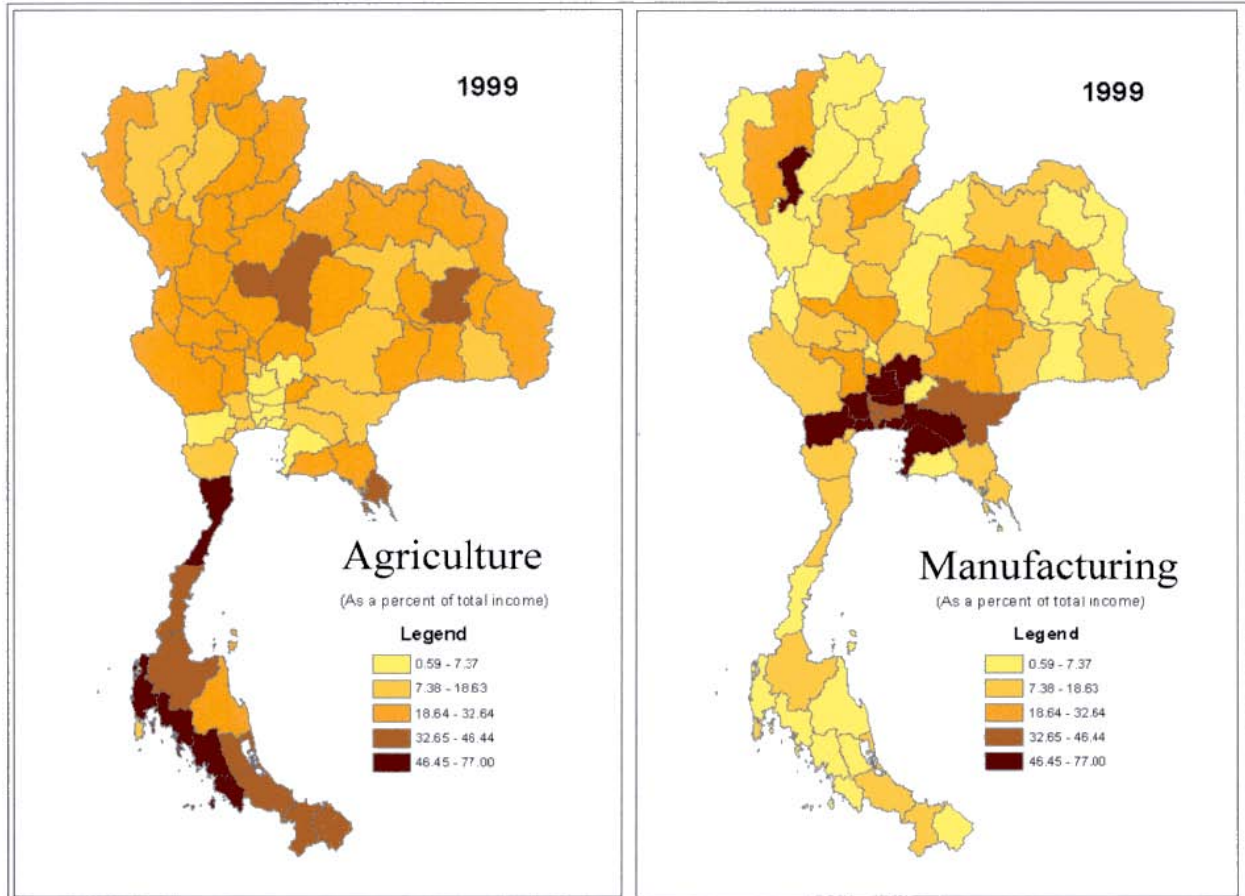 1999
Agriculture
(As a percent of total income)
Legend
0.59 - 7.37
7.38 - 18.63
18.64 - 32.64
32.65 - 46.44
46.45 - 77.00
1999
Manufacturing
(As a percent of total income)
Legend
0.59 - 7.37
7.38 - 18.63
18.64 - 32.64
32.65 - 46.44
46.45 - 77.00